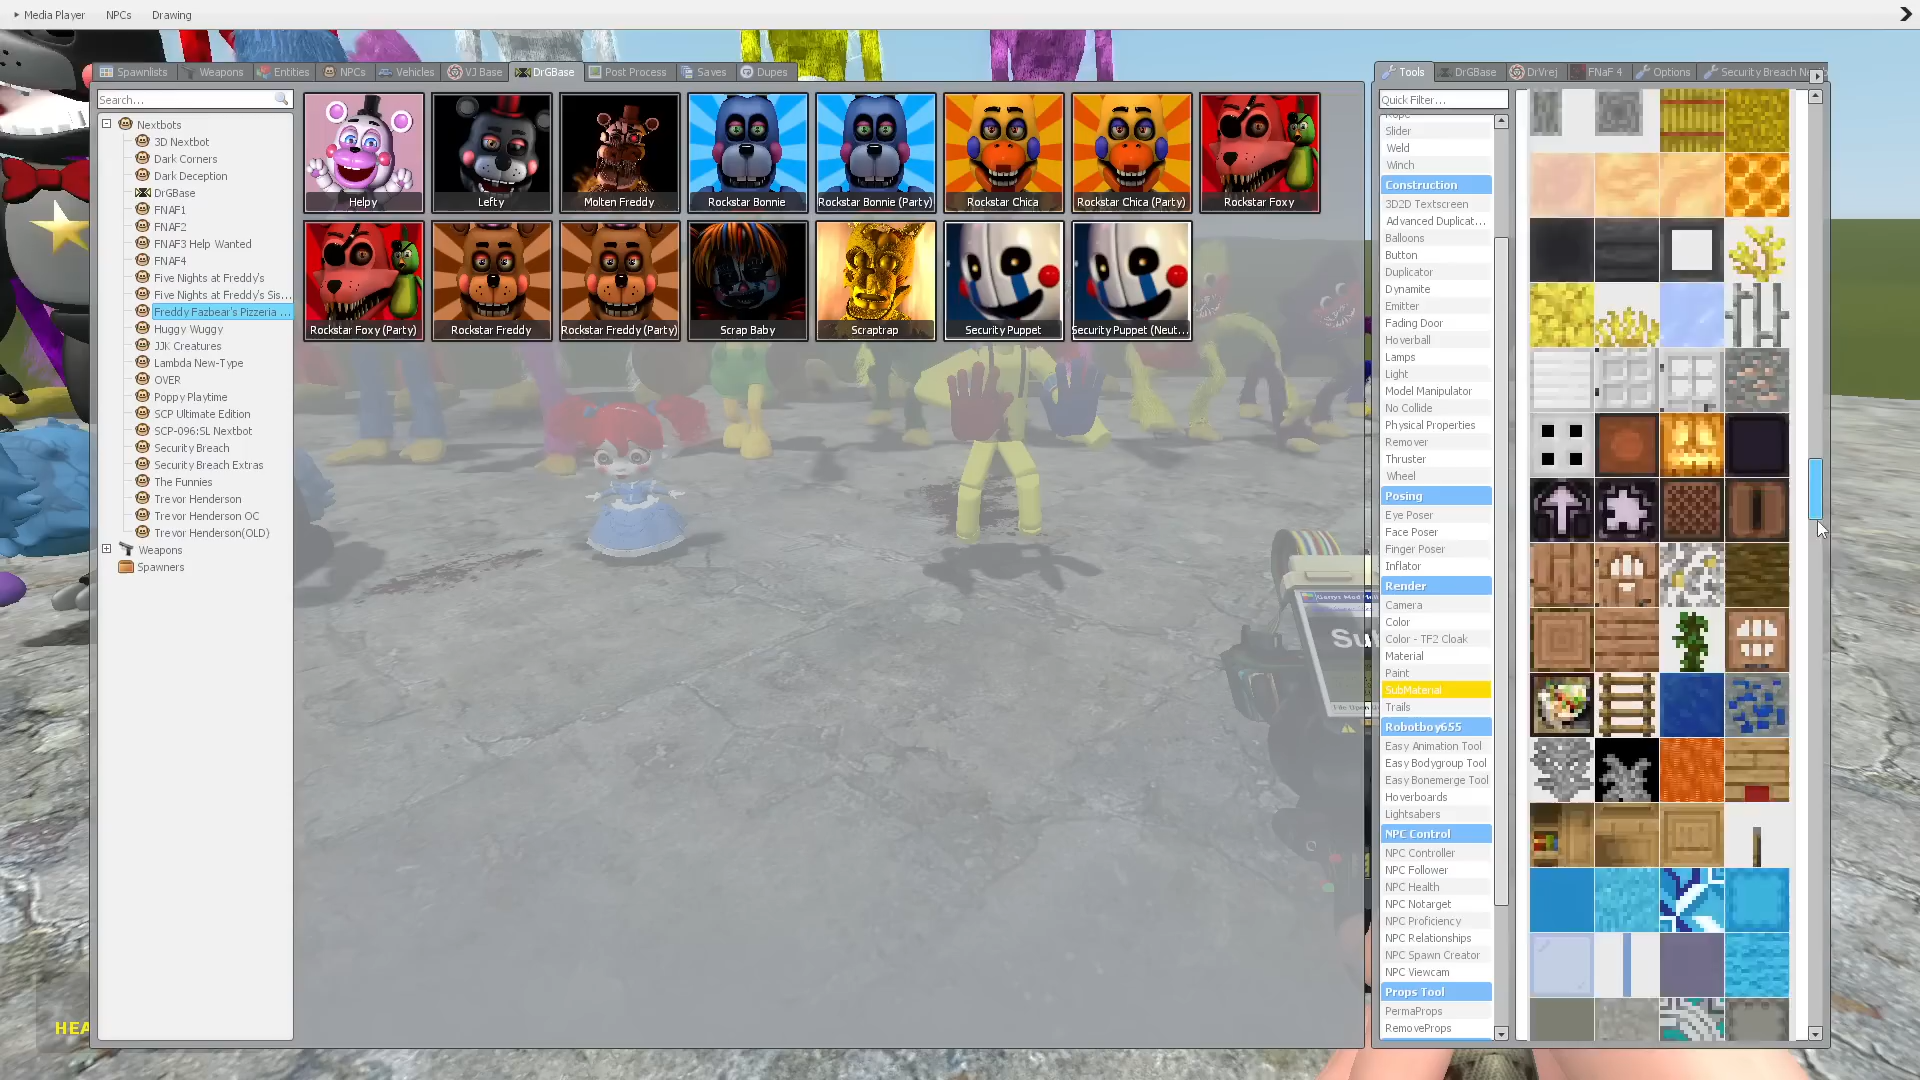 Media Player NPCs Drawing
Spawnlists Weapons Entities NPCs Vehicles VJ Base DrGBase Post Process Saves Dupes
Search...
Nextbots
3D Nextbot
Dark Corners
Dark Deception
DrGBase
FNAF1
FNAF2
FNAF3 Help Wanted
FNAF4
Five Nights at Freddy's
Five Nights at Freddy's Sis...
Freddy Fazbear's Pizzeria ...
Huggy Wuggy
JJK Creatures
Lambda New-Type
OVER
Poppy Playtime
SCP Ultimate Edition
SCP-096:SL Nextbot
Security Breach
Security Breach Extras
The Funnies
Trevor Henderson
Trevor Henderson OC
Trevor Henderson(OLD)
Weapons
Spawners
Helpy Lefty Molten Freddy Rockstar Bonnie Rockstar Bonnie (Party) Rockstar Chica Rockstar Chica (Party) Rockstar Foxy
Rockstar Foxy (Party) Rockstar Freddy Rockstar Freddy (Party) Scrap Baby Scraptrap Security Puppet Security Puppet (Neut...
HEA
Tools DrGBase DrVrej FNaF 4 Options Security Breach
Quick Filter...
Rope
Slider
Weld
Winch
Construction
3D2D Textscreen
Advanced Duplicat...
Balloons
Button
Duplicator
Dynamite
Emitter
Fading Door
Hoverball
Lamps
Light
Model Manipulator
No Collide
Physical Properties
Remover
Thruster
Wheel
Posing
Eye Poser
Face Poser
Finger Poser
Inflator
Render
Camera
Color
Color - TF2 Cloak
Material
Paint
SubMaterial
Trails
Robotboy655
Easy Animation Tool
Easy Bodygroup Tool
Easy Bonemerge Tool
Hoverboards
Lightsabers
NPC Control
NPC Controller
NPC Follower
NPC Health
NPC Notarget
NPC Proficiency
NPC Relationships
NPC Spawn Creator
NPC Viewcam
Props Tool
PermaProps
RemoveProps